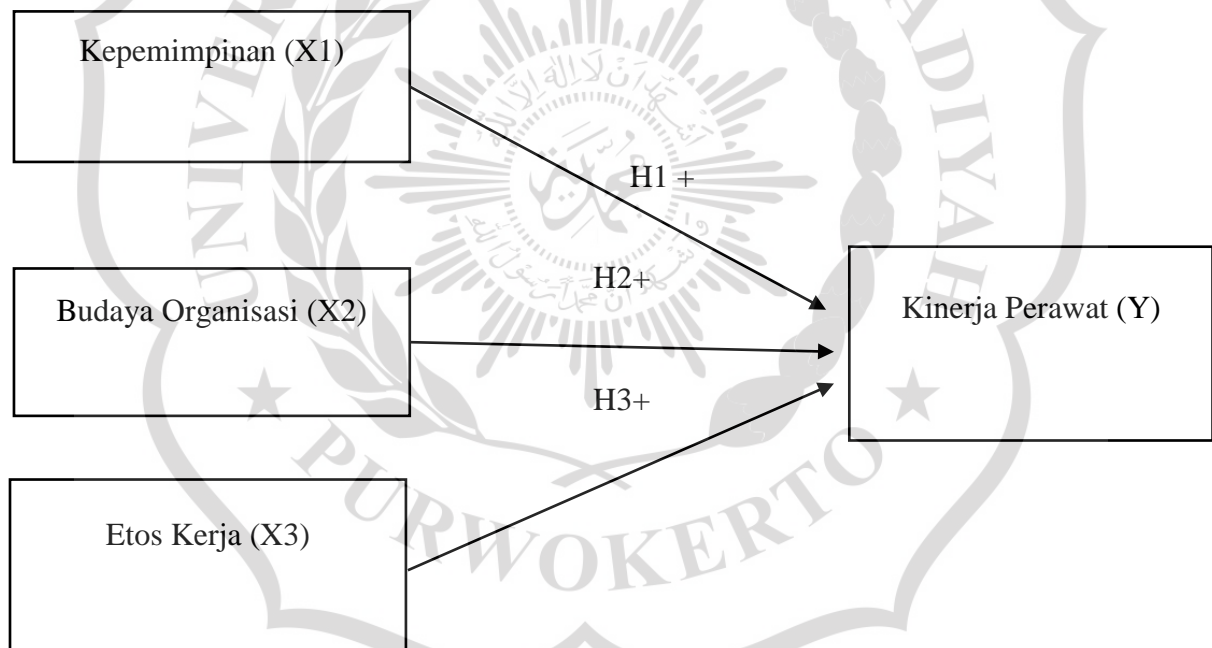 Kepemimpinan (X1)
H1 +
Budaya Organisasi (X2)
H2+
Kinerja Perawat (Y)
H3+
Etos Kerja (X3)
PURWOKERTO